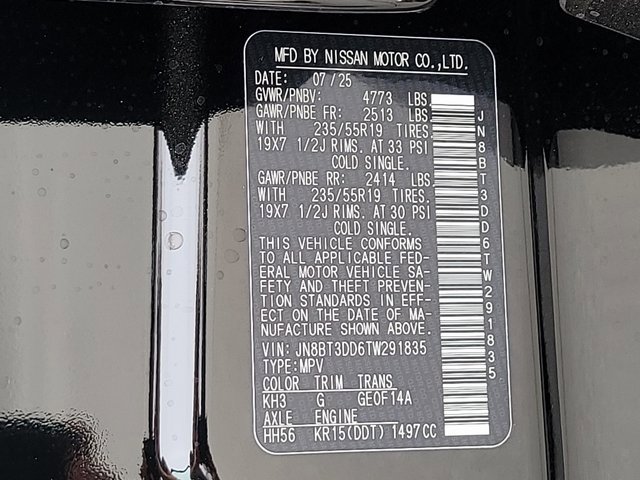 MFD BY NISSAN MOTOR CO.,LTD.
DATE: 07/25
GVWR/PNBV: 4773 LBS.
GAWR/PNBE FR: 2513 LBS
WITH 235/55R19 TIRES.
19X7 1/2J RIMS. AT 33 PSI
COLD SINGLE.
GAWR/PNBE RR: 2414 LBS
WITH 235/55R19 TIRES.
19X7 1/2J RIMS. AT 30 PSI
COLD SINGLE.
THIS VEHICLE CONFORMS
TO ALL APPLICABLE FED-
ERAL MOTOR VEHICLE SA-
FETY AND THEFT PREVEN-
TION STANDARDS IN EFF-
ECT ON THE DATE OF MA-
NUFACTURE SHOWN ABOVE.
VIN: JN8BT3DD6TW291835
TYPE:MPV
COLOR TRIM TRANS
KH3 G GE0F14A
AXLE ENGINE
HH56 KR15(DDT) 1497CC
JN8BT3DD6TW291835